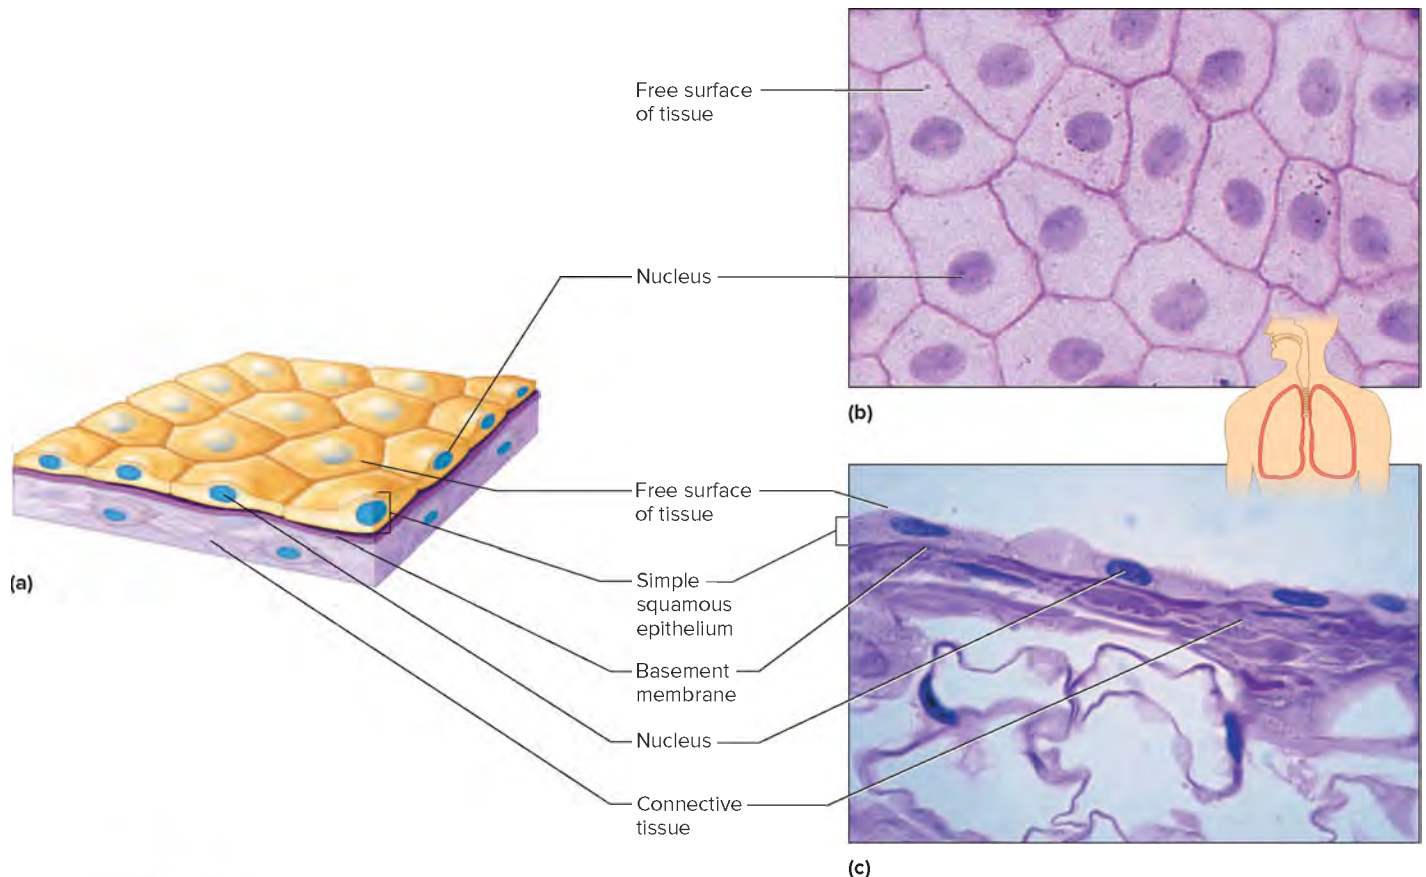 Free surface
of tissue
Nucleus
(b)
Free surface
of tissue
(a)
Simple
squamous
epithelium
Basement
membrane
Nucleus
Connective
tissue
(c)